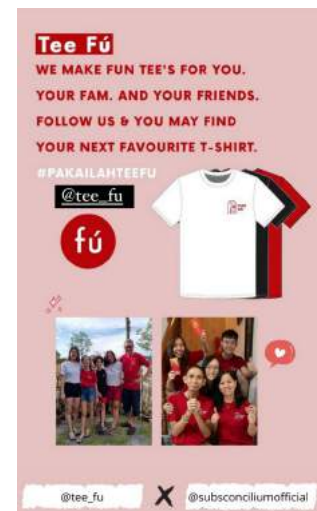 Tee Fú
WE MAKE FUN TEE'S FOR YOU.
YOUR FAM. AND YOUR FRIENDS.
FOLLOW US & YOU MAY FIND
YOUR NEXT FAVOURITE T-SHIRT.
#PAKAILAHTEEFU
@tee_fu
fú
@tee_fu
@subsconciliumofficial